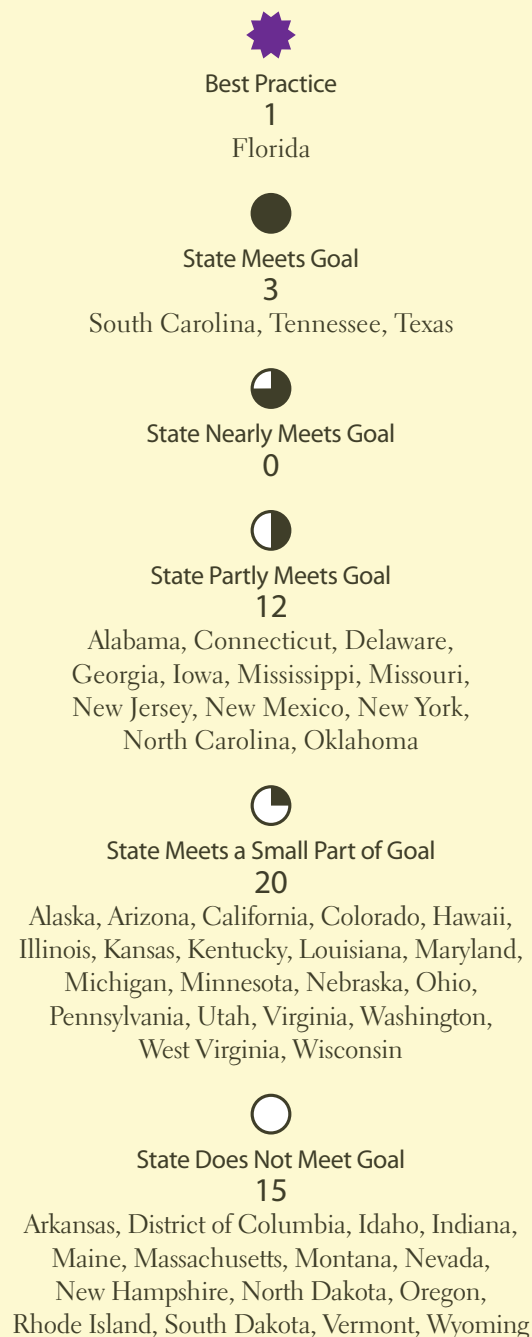 Best Practice
1
Florida
State Meets Goal
3
South Carolina, Tennessee, Texas
State Nearly Meets Goal
0
State Partly Meets Goal
12
Alabama, Connecticut, Delaware,
Georgia, Iowa, Mississippi, Missouri,
New Jersey, New Mexico, New York,
North Carolina, Oklahoma
State Meets a Small Part of Goal
20
Alaska, Arizona, California, Colorado, Hawaii,
Illinois, Kansas, Kentucky, Louisiana, Maryland,
Michigan, Minnesota, Nebraska, Ohio,
Pennsylvania, Utah, Virginia, Washington,
West Virginia, Wisconsin
State Does Not Meet Goal
15
Arkansas, District of Columbia, Idaho, Indiana,
Maine, Massachusetts, Montana, Nevada,
New Hampshire, North Dakota, Oregon,
Rhode Island, South Dakota, Vermont, Wyoming